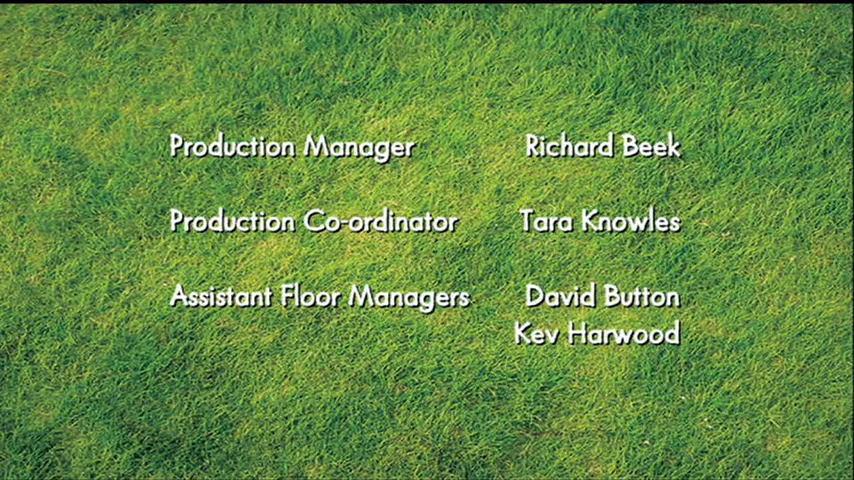 Production Manager Richard Beek
Production Co-ordinator Tara Knowles
Assistant Floor Managers David Button
Kev Harwood